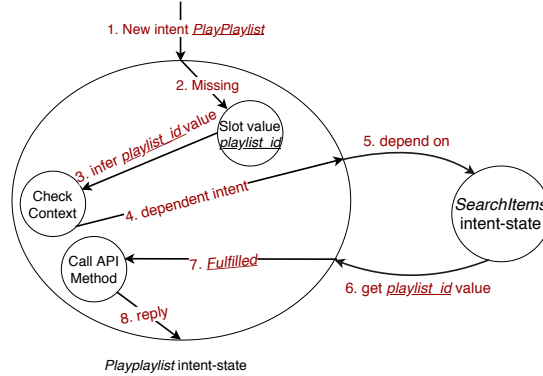 1. New intent PlayPlaylist
2. Missing
Slot value
playlist_id
3. infer playlist_id value
Check
Context
4. dependent intent
5. depend on
SearchItems
intent-state
6. get playlist_id value
7. Fulfilled
Call API
Method
8. reply
Playplaylist intent-state